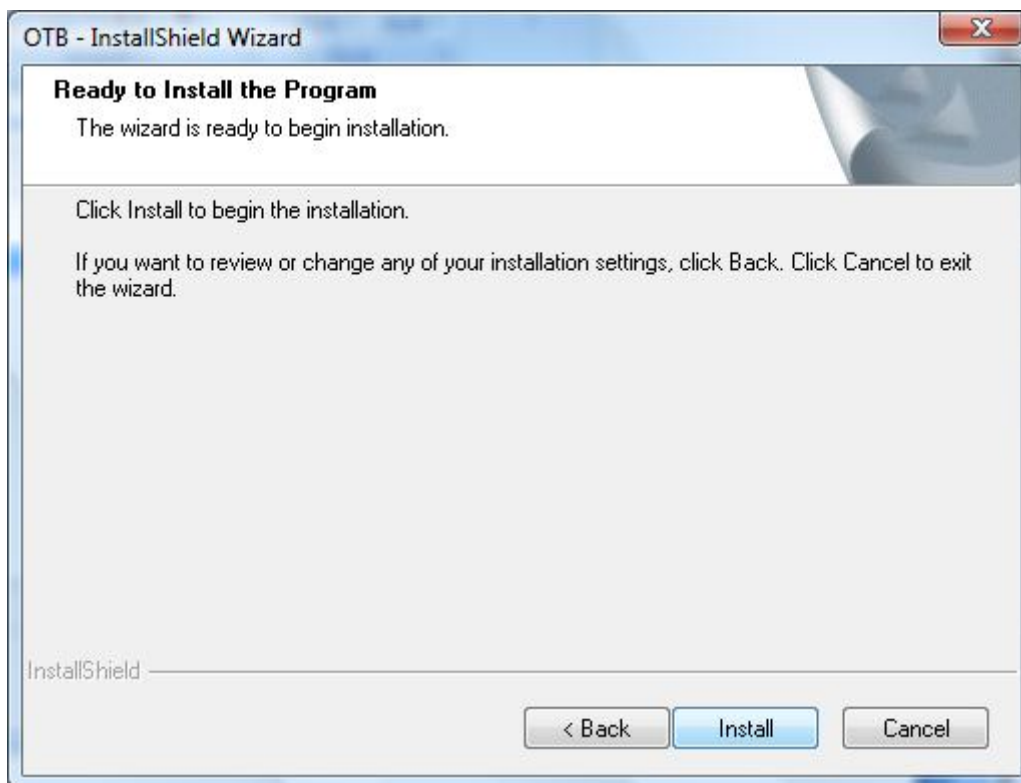 OTB - InstallShield Wizard
Ready to Install the Program
The wizard is ready to begin installation.
Click Install to begin the installation.
If you want to review or change any of your installation settings, click Back. Click Cancel to exit
the wizard.
InstallShield
< Back Install Cancel